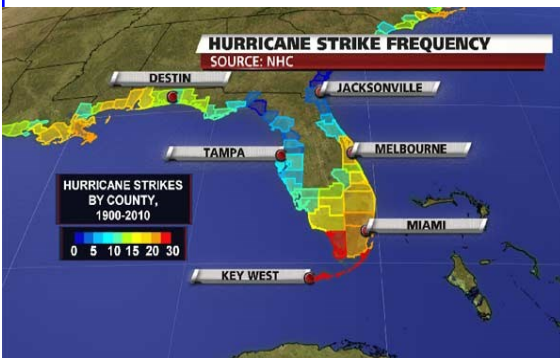 HURRICANE STRIKE FREQUENCY
SOURCE: NHC
DESTIN
JACKSONVILLE
TAMPA
MELBOURNE
HURRICANE STRIKES
BY COUNTY,
1900-2010
0 5 10 15 20 30
MIAMI
KEY WEST